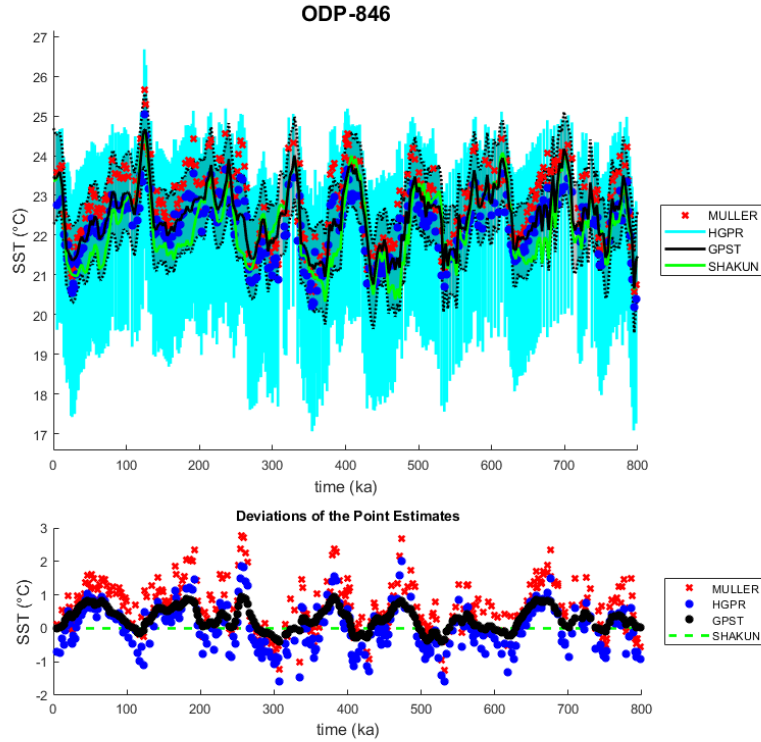 ODP-846
27
26
25
24
23
22
21
20
19
18
17
SST (°C)
0 100 200 300 400 500 600 700 800
time (ka)
MULLER
HGPR
GPST
SHAKUN
Deviations of the Point Estimates
3
2
1
0
-1
-2
SST (°C)
0 100 200 300 400 500 600 700 800
time (ka)
MULLER
HGPR
GPST
SHAKUN